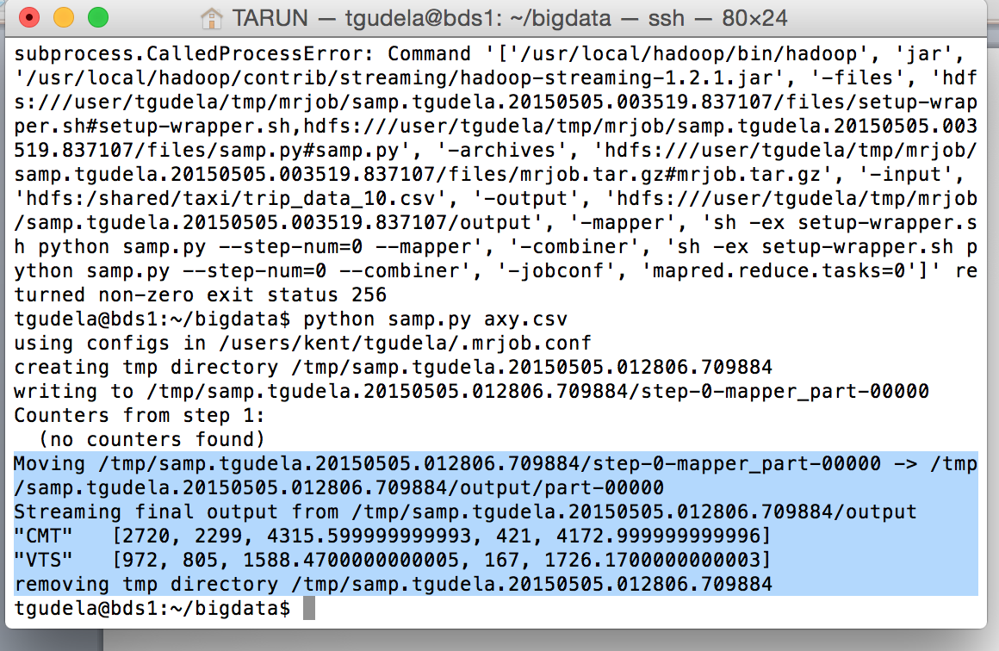 TARUN — tgudela@bds1: ~/bigdata — ssh — 80×24
subprocess.CalledProcessError: Command '['/usr/local/hadoop/bin/hadoop', 'jar',
'/usr/local/hadoop/contrib/streaming/hadoop-streaming-1.2.1.jar', '-files', 'hdf
s:///user/tgudela/tmp/mrjob/samp.tgudela.20150505.003519.837107/files/setup-wrap
per.sh#setup-wrapper.sh,hdfs:///user/tgudela/tmp/mrjob/samp.tgudela.20150505.003
519.837107/files/samp.py#samp.py', '-archives', 'hdfs:///user/tgudela/tmp/mrjob/
samp.tgudela.20150505.003519.837107/files/mrjob.tar.gz#mrjob.tar.gz', '-input',
'hdfs:/shared/taxi/trip_data_10.csv', '-output', 'hdfs:///user/tgudela/tmp/mrjob
/samp.tgudela.20150505.003519.837107/output', '-mapper', 'sh -ex setup-wrapper.s
h python samp.py --step-num=0 --mapper', '-combiner', 'sh -ex setup-wrapper.sh p
ython samp.py --step-num=0 --combiner', '-jobconf', 'mapred.reduce.tasks=0']' re
turned non-zero exit status 256
tgudela@bds1:~/bigdata$ python samp.py axy.csv
using configs in /users/kent/tgudela/.mrjob.conf
creating tmp directory /tmp/samp.tgudela.20150505.012806.709884
writing to /tmp/samp.tgudela.20150505.012806.709884/step-0-mapper_part-00000
Counters from step 1:
  (no counters found)
Moving /tmp/samp.tgudela.20150505.012806.709884/step-0-mapper_part-00000 -> /tmp
/samp.tgudela.20150505.012806.709884/output/part-00000
Streaming final output from /tmp/samp.tgudela.20150505.012806.709884/output
"CMT"   [2720, 2299, 4315.599999999993, 421, 4172.999999999996]
"VTS"   [972, 805, 1588.4700000000005, 167, 1726.1700000000003]
removing tmp directory /tmp/samp.tgudela.20150505.012806.709884
tgudela@bds1:~/bigdata$